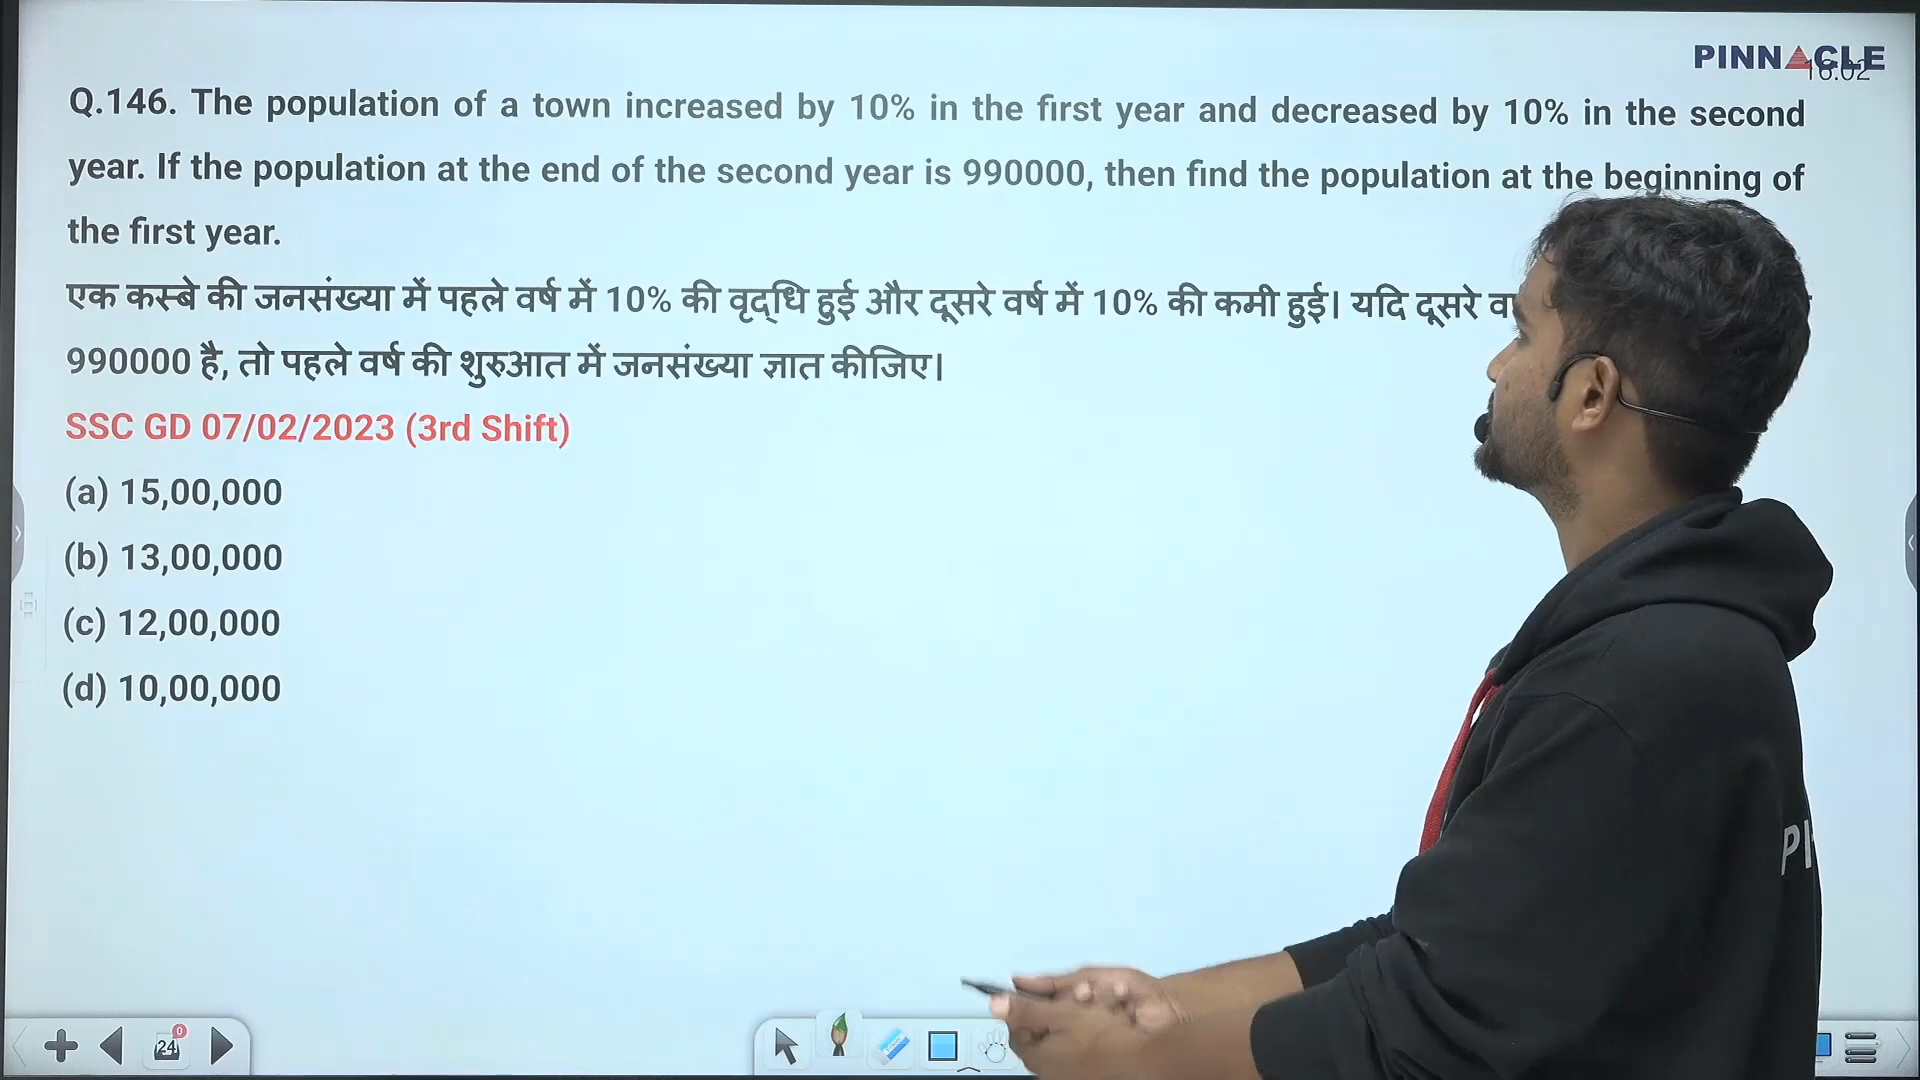 PINNACLE
16:02
Q.146. The population of a town increased by 10% in the first year and decreased by 10% in the second
year. If the population at the end of the second year is 990000, then find the population at the beginning of
the first year.
एक कस्बे की जनसंख्या में पहले वर्ष में 10% की वृद्धि हुई और दूसरे वर्ष में 10% की कमी हुई। यदि दूसरे
990000 है, तो पहले वर्ष की शुरुआत में जनसंख्या ज्ञात कीजिए।
SSC GD 07/02/2023 (3rd Shift)
(a) 15,00,000
(b) 13,00,000
(c) 12,00,000
(d) 10,00,000
PI
24
0